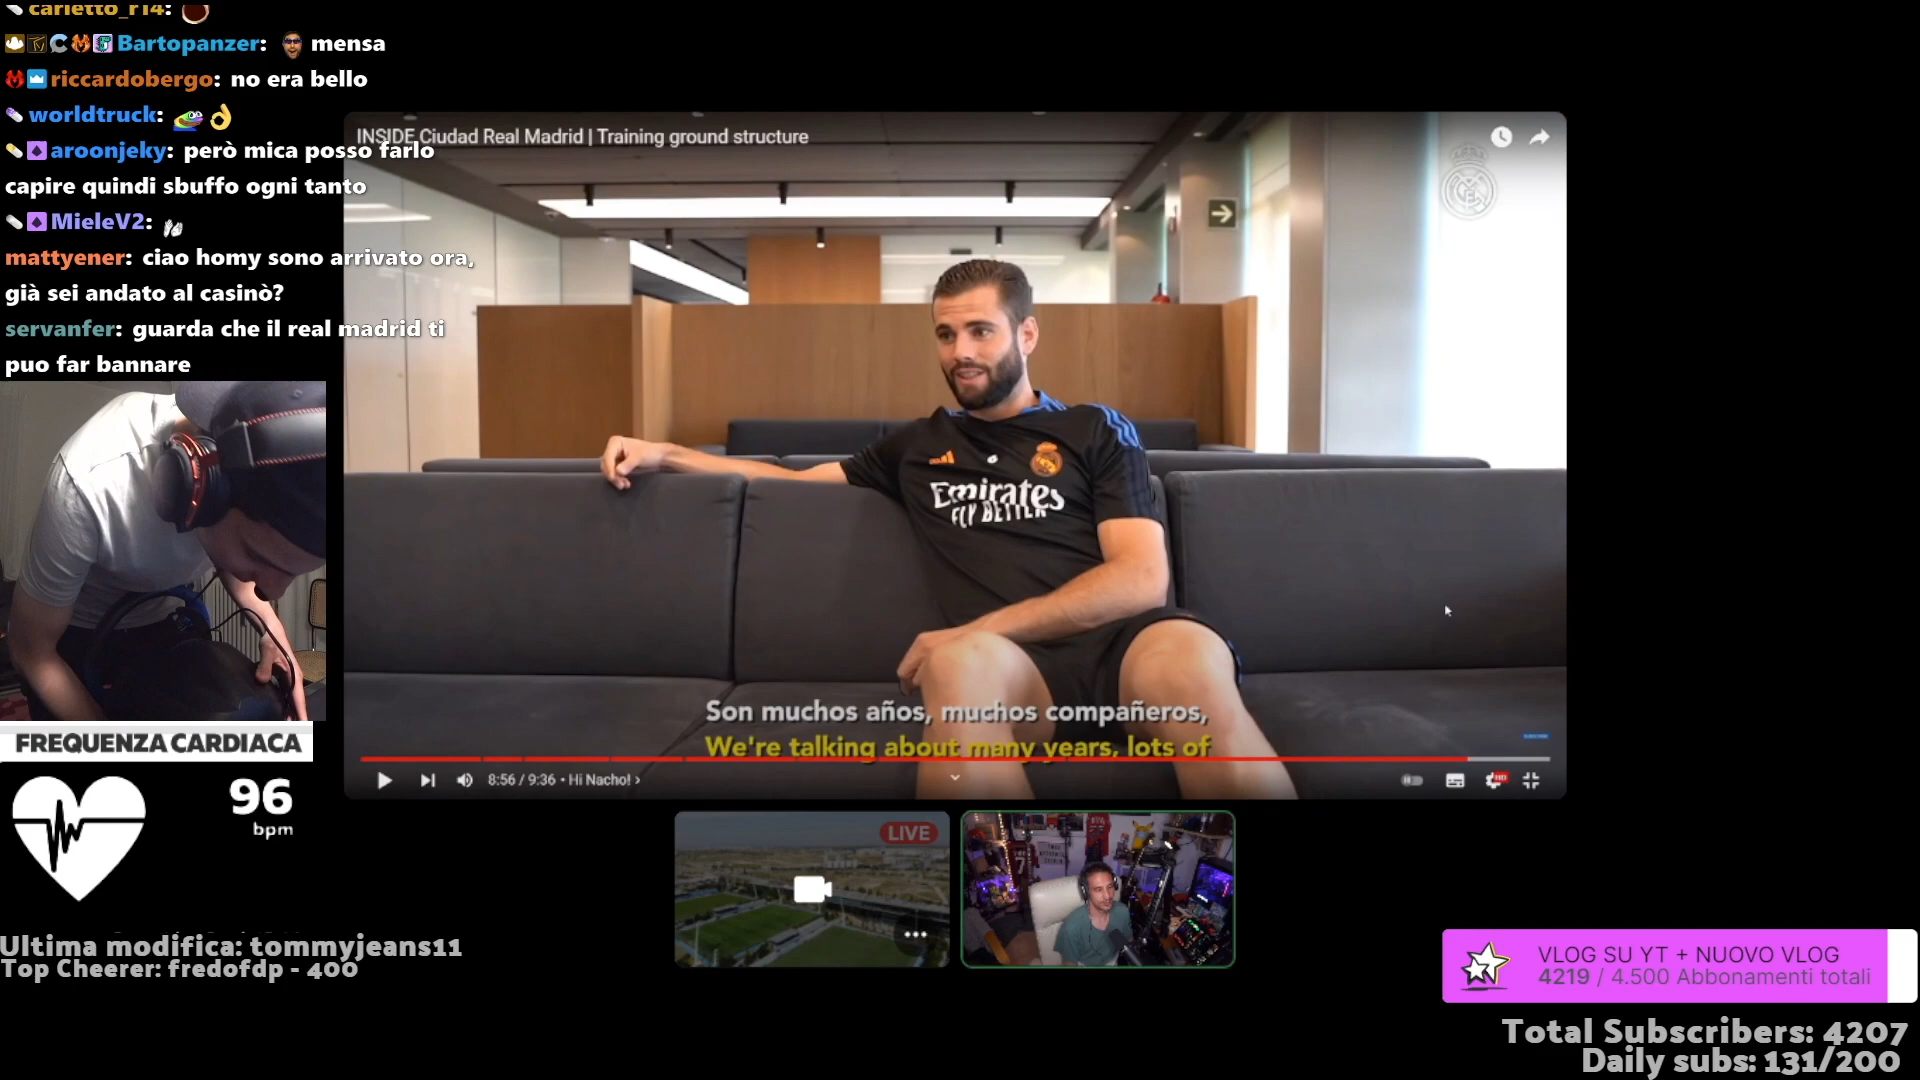 carletto_r14:
Bartopanzer: mensa
riccardobergo: no era bello
worldtruck:
aroonjeky: però mica posso farlo
capire quindi sbuffo ogni tanto
MieleV2:
mattyener: ciao homy sono arrivato ora,
già sei andato al casinò?
servanfer: guarda che il real madrid ti
puo far bannare
INSIDE Ciudad Real Madrid | Training ground structure
Emirates
FLY BETTER
Son muchos años, muchos compañeros,
We're talking about many years, lots of
8:56 / 9:36 • Hi Nacho! ›
HD
FREQUENZA CARDIACA
96
bpm
LIVE
Ultima modifica: tommyjeans11
Top Cheerer: fredofdp - 400
VLOG SU YT + NUOVO VLOG
4219 / 4.500 Abbonamenti totali
Total Subscribers: 4207
Daily subs: 131/200